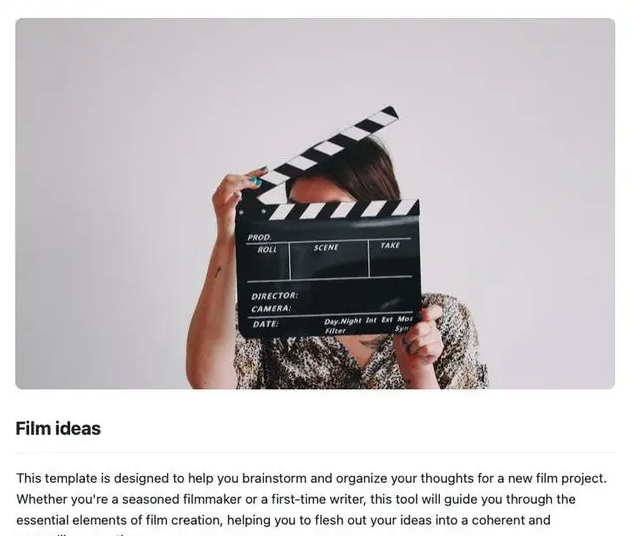 PROD.
ROLL SCENE TAKE
DIRECTOR:
CAMERA:
DATE: Day.Night Int Ext Mos
Filter Syn
Film ideas
This template is designed to help you brainstorm and organize your thoughts for a new film project.
Whether you're a seasoned filmmaker or a first-time writer, this tool will guide you through the
essential elements of film creation, helping you to flesh out your ideas into a coherent and